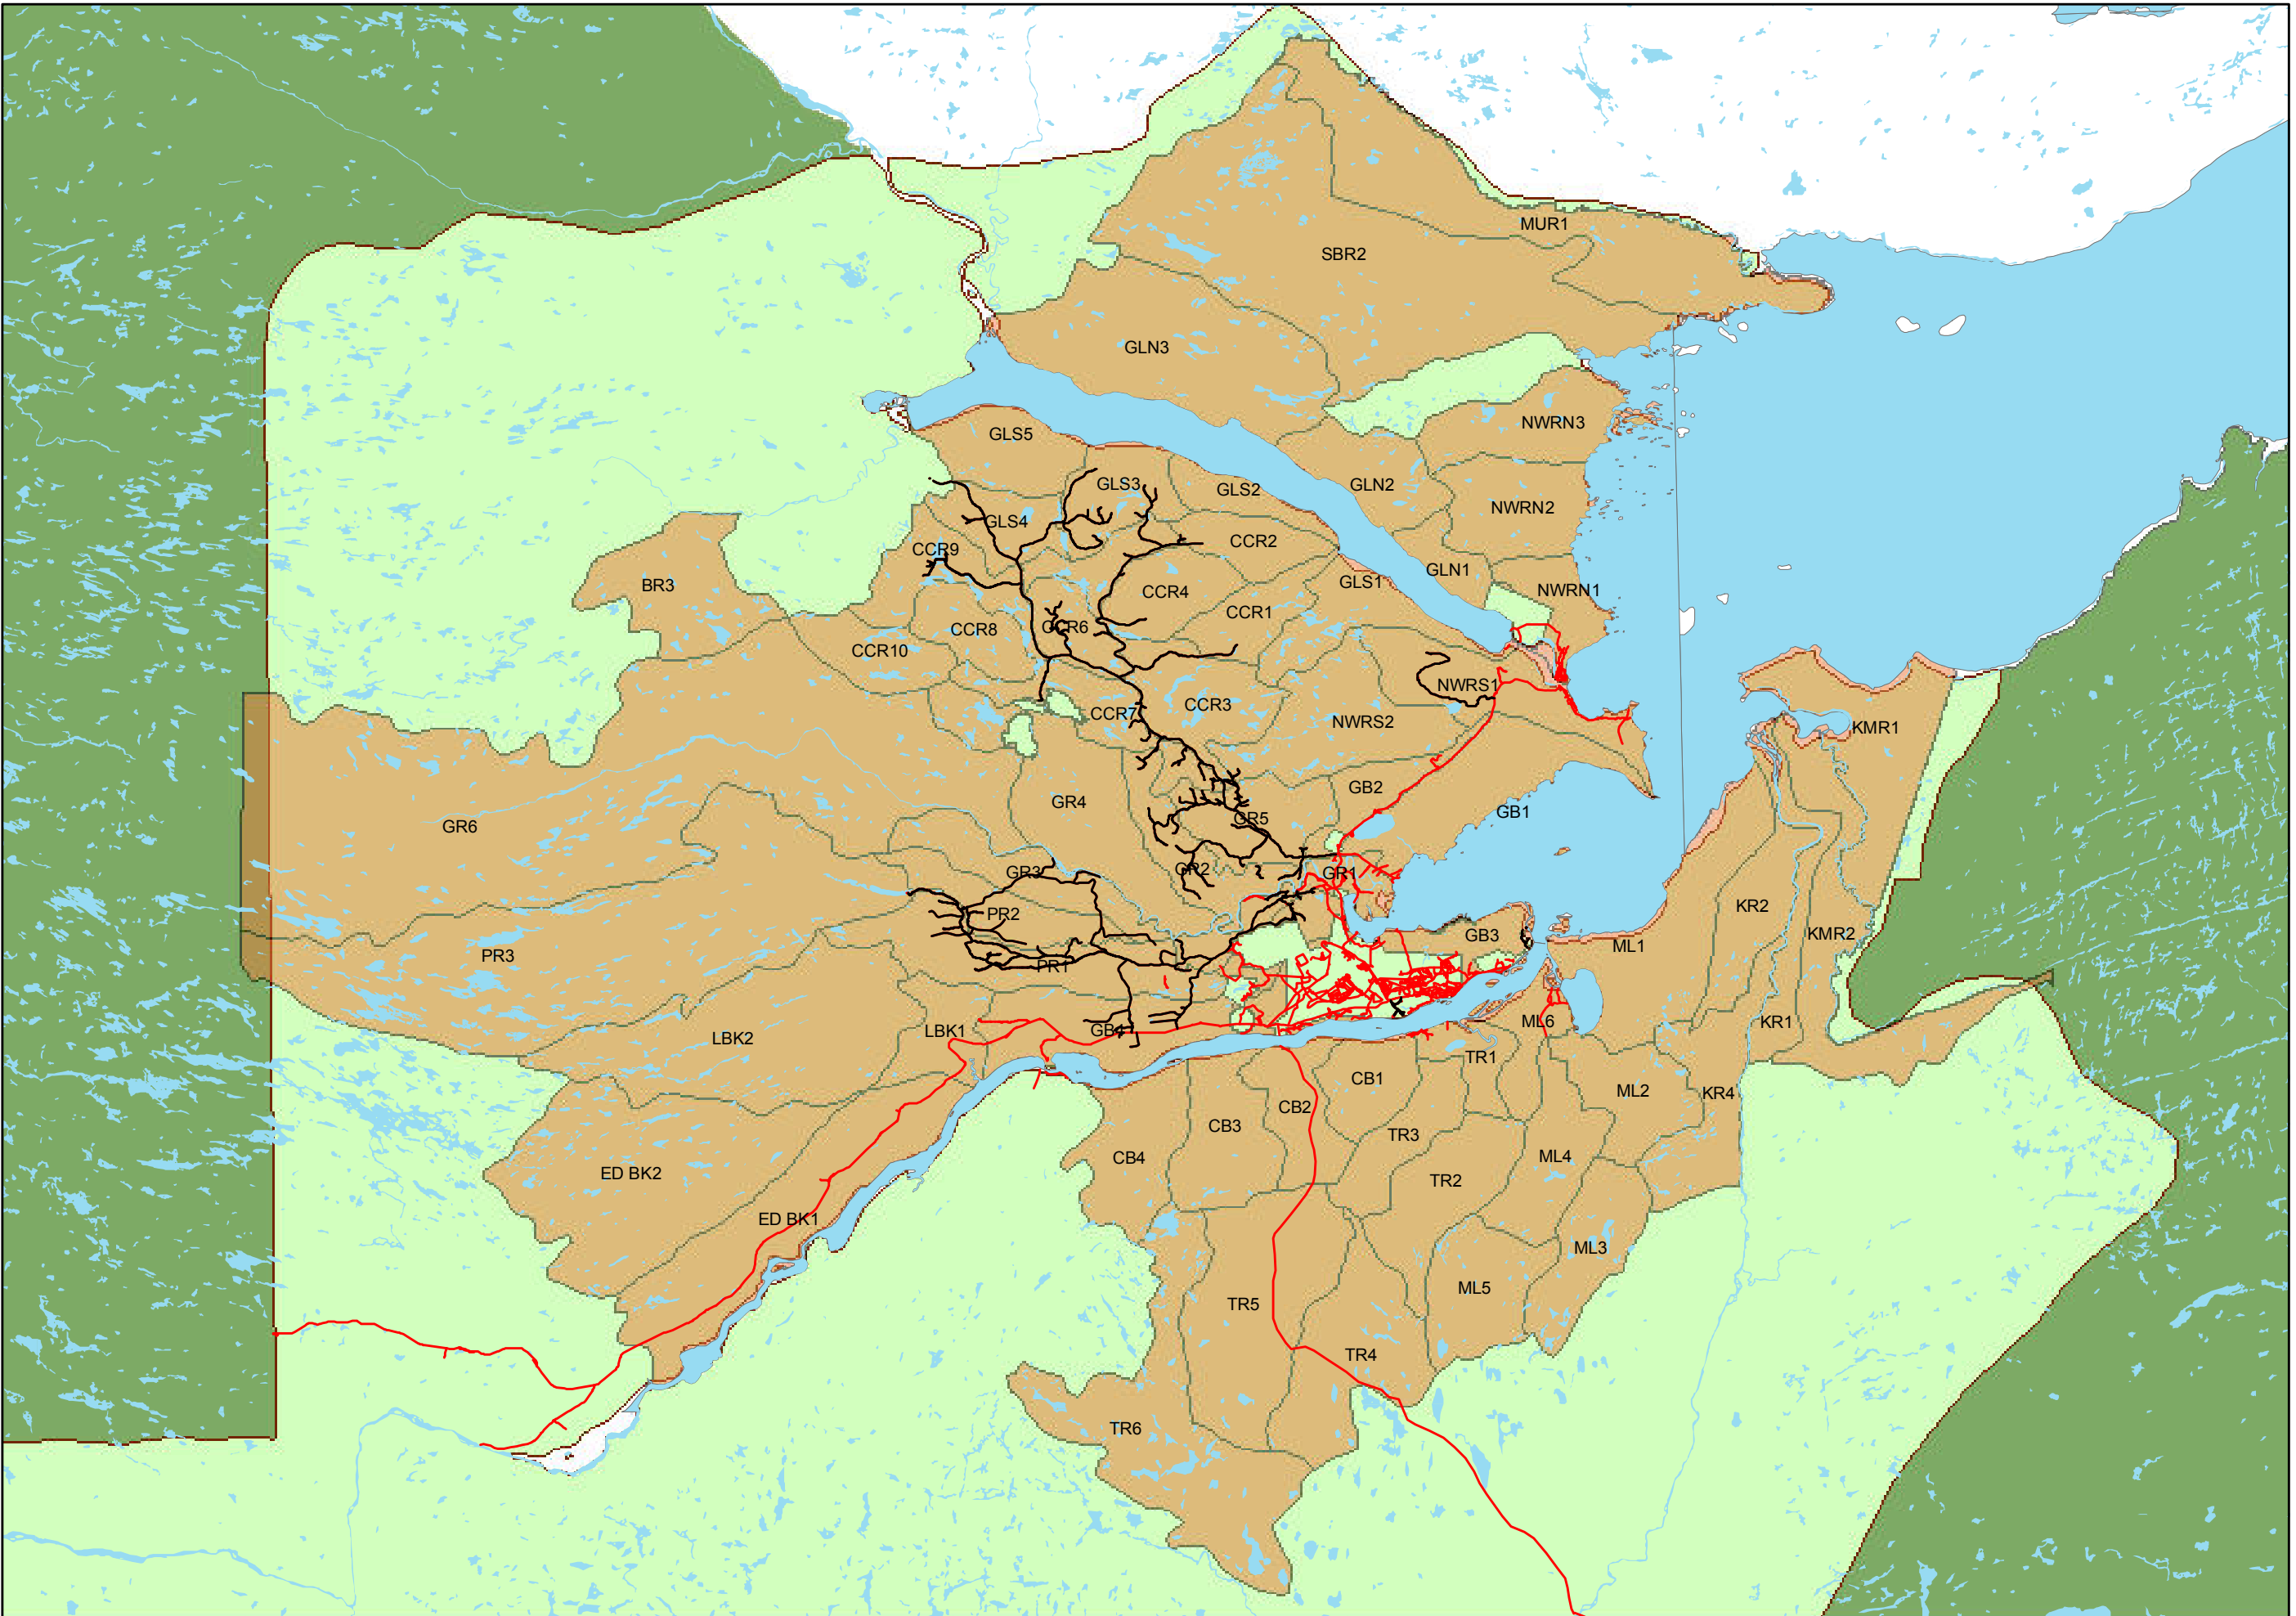 MUR1
SBR2
GLN3
NWRN3
GLS5
GLS3
GLS2
GLN2
NWRN2
GLS4
CCR2
CCR9
GLN1
BR3
GLS1
CCR4
NWRN1
CCR1
CCR6
CCR8
CCR10
NWRS1
CCR3
CCR7
NWRS2
KMR1
GB2
GR4
GB1
GR5
GR6
GR2
GR3
GR1
PR2
KR2
KMR2
GB3
ML1
PR3
PR1
KR1
ML6
GB4
LBK1
LBK2
TR1
CB1
ML2
KR4
CB2
CB3
TR3
ML4
CB4
ED BK2
TR2
ED BK1
ML3
ML5
TR5
TR4
TR6